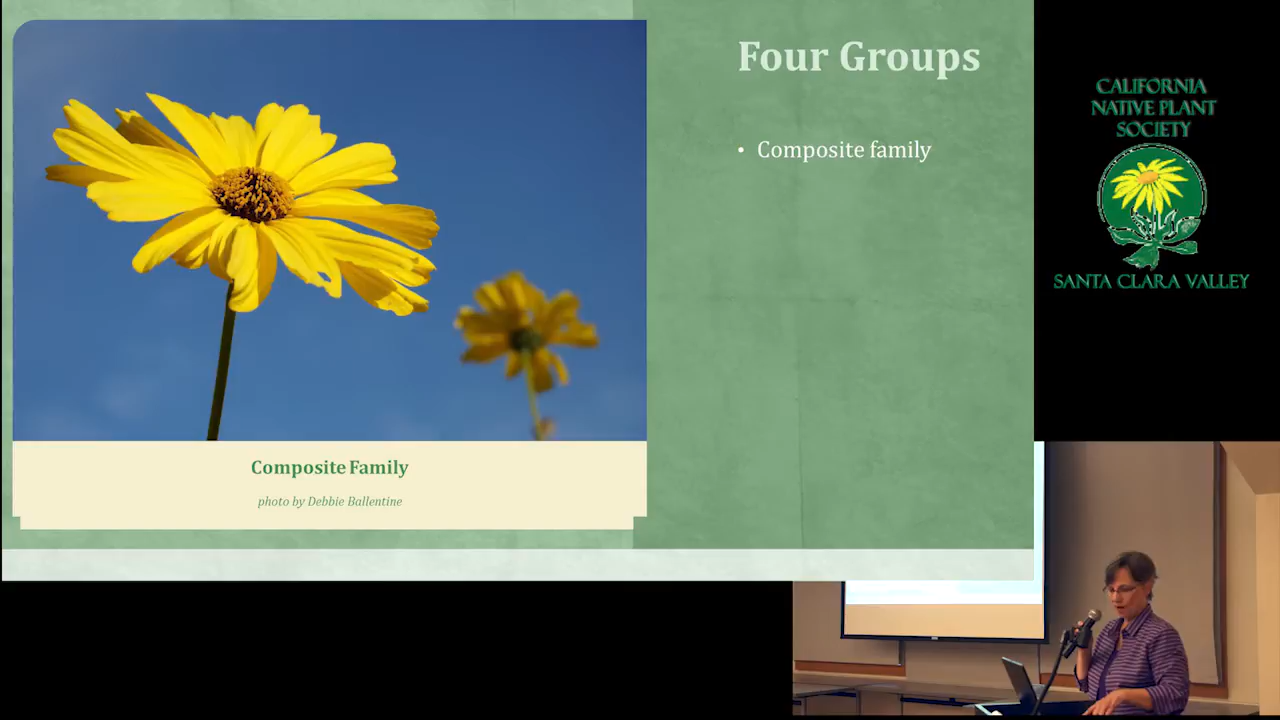 Four Groups
• Composite family
Composite Family
photo by Debbie Ballentine
CALIFORNIA
NATIVE PLANT
SOCIETY
SANTA CLARA VALLEY